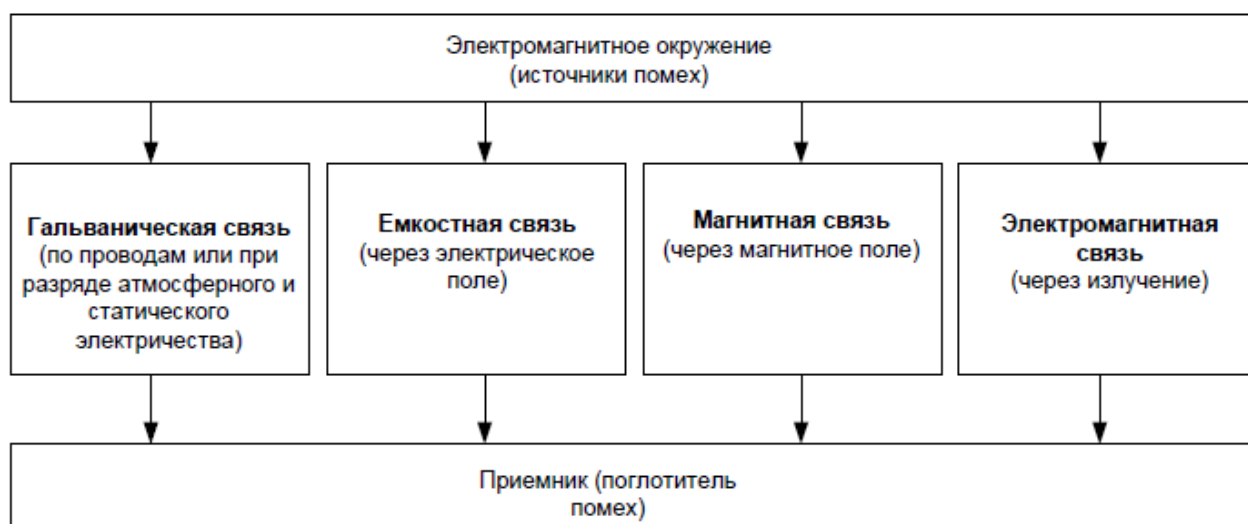 Электромагнитное окружение
(источники помех)
Гальваническая связь
(по проводам или при
разряде атмосферного и
статического
электричества)
Емкостная связь
(через электрическое
поле)
Магнитная связь
(через магнитное поле)
Электромагнитная
связь
(через излучение)
Приемник (поглотитель
помех)